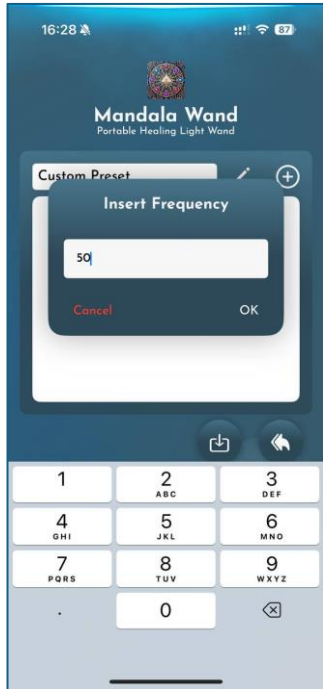 16:28
87
Mandala Wand
Portable Healing Light Wand
Custom Preset
Insert Frequency
50
Cancel
OK
1
2
ABC
3
DEF
4
GHI
5
JKL
6
MNO
7
PQRS
8
TUV
9
WXYZ
.
0